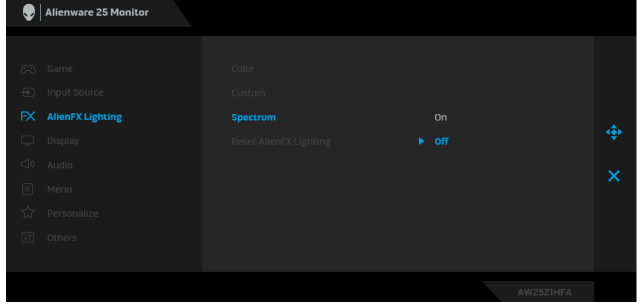 Alienware 25 Monitor
Game
Color
Input Source
Custom
FX AlienFX Lighting
Spectrum On
Display
Reset AlienFX Lighting Off
Audio
Menu
Personalize
Others
AW2521HFA